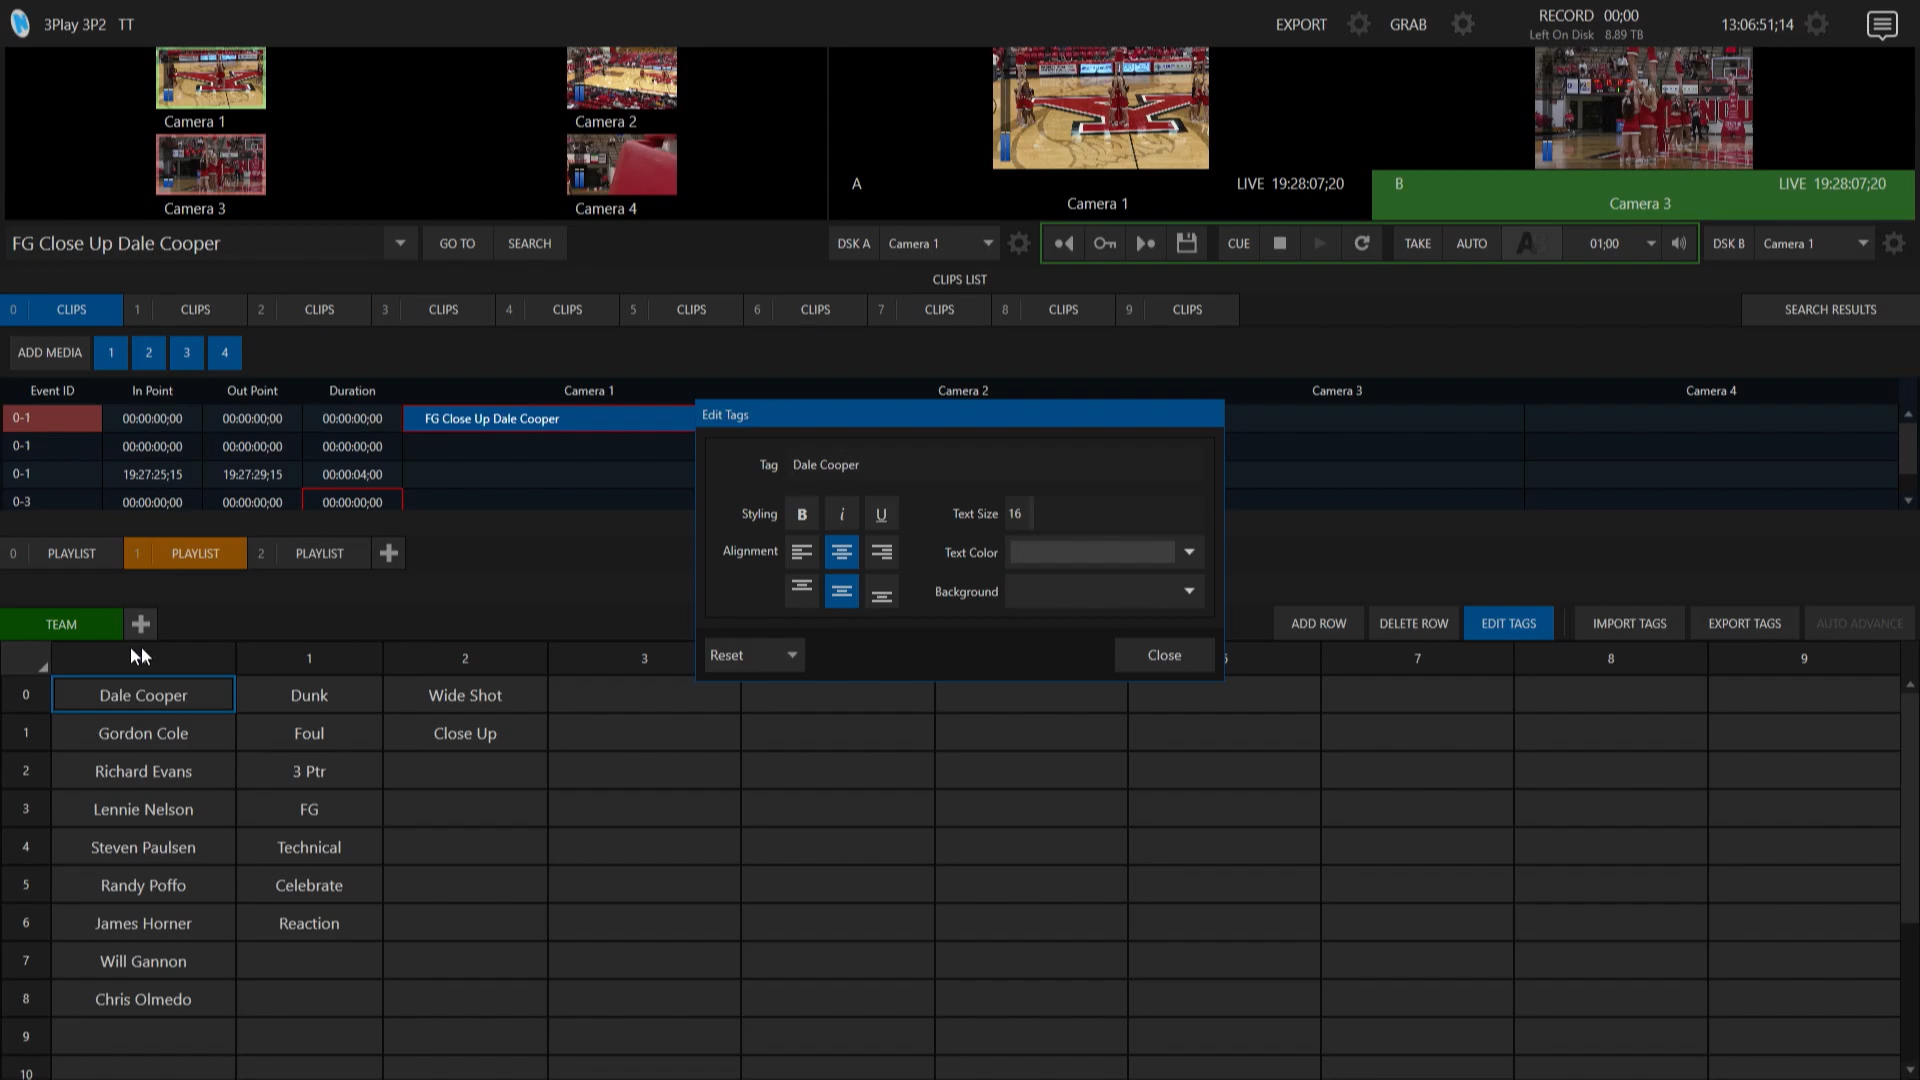 3Play 3P2 TT
EXPORT GRAB RECORD 00;00 13:06:51;14
Left On Disk 8.89 TB
Camera 1 Camera 2
Camera 3 Camera 4
A LIVE 19:28:07;20
Camera 1
B LIVE 19:28:07;20
Camera 3
FG Close Up Dale Cooper GO TO SEARCH DSK A Camera 1 CUE TAKE AUTO 01;00 DSK B Camera 1
CLIPS LIST
0 CLIPS 1 CLIPS 2 CLIPS 3 CLIPS 4 CLIPS 5 CLIPS 6 CLIPS 7 CLIPS 8 CLIPS 9 CLIPS SEARCH RESULTS
ADD MEDIA 1 2 3 4
Event ID In Point Out Point Duration Camera 1 Camera 2 Camera 3 Camera 4
0-1 00:00:00;00 00:00:00;00 00:00:00;00 FG Close Up Dale Cooper
0-1 00:00:00;00 00:00:00;00 00:00:00;00
0-1 19:27:25;15 19:27:29;15 00:00:04;00
0-3 00:00:00;00 00:00:00;00 00:00:00;00
Edit Tags
Tag Dale Cooper
Styling B i U Text Size 16
Alignment Text Color
Background
Reset Close
0 PLAYLIST 1 PLAYLIST 2 PLAYLIST +
TEAM + ADD ROW DELETE ROW EDIT TAGS IMPORT TAGS EXPORT TAGS AUTO ADVANCE
1 2 3 7 8 9
0 Dale Cooper Dunk Wide Shot
1 Gordon Cole Foul Close Up
2 Richard Evans 3 Ptr
3 Lennie Nelson FG
4 Steven Paulsen Technical
5 Randy Poffo Celebrate
6 James Horner Reaction
7 Will Gannon
8 Chris Olmedo
9
10